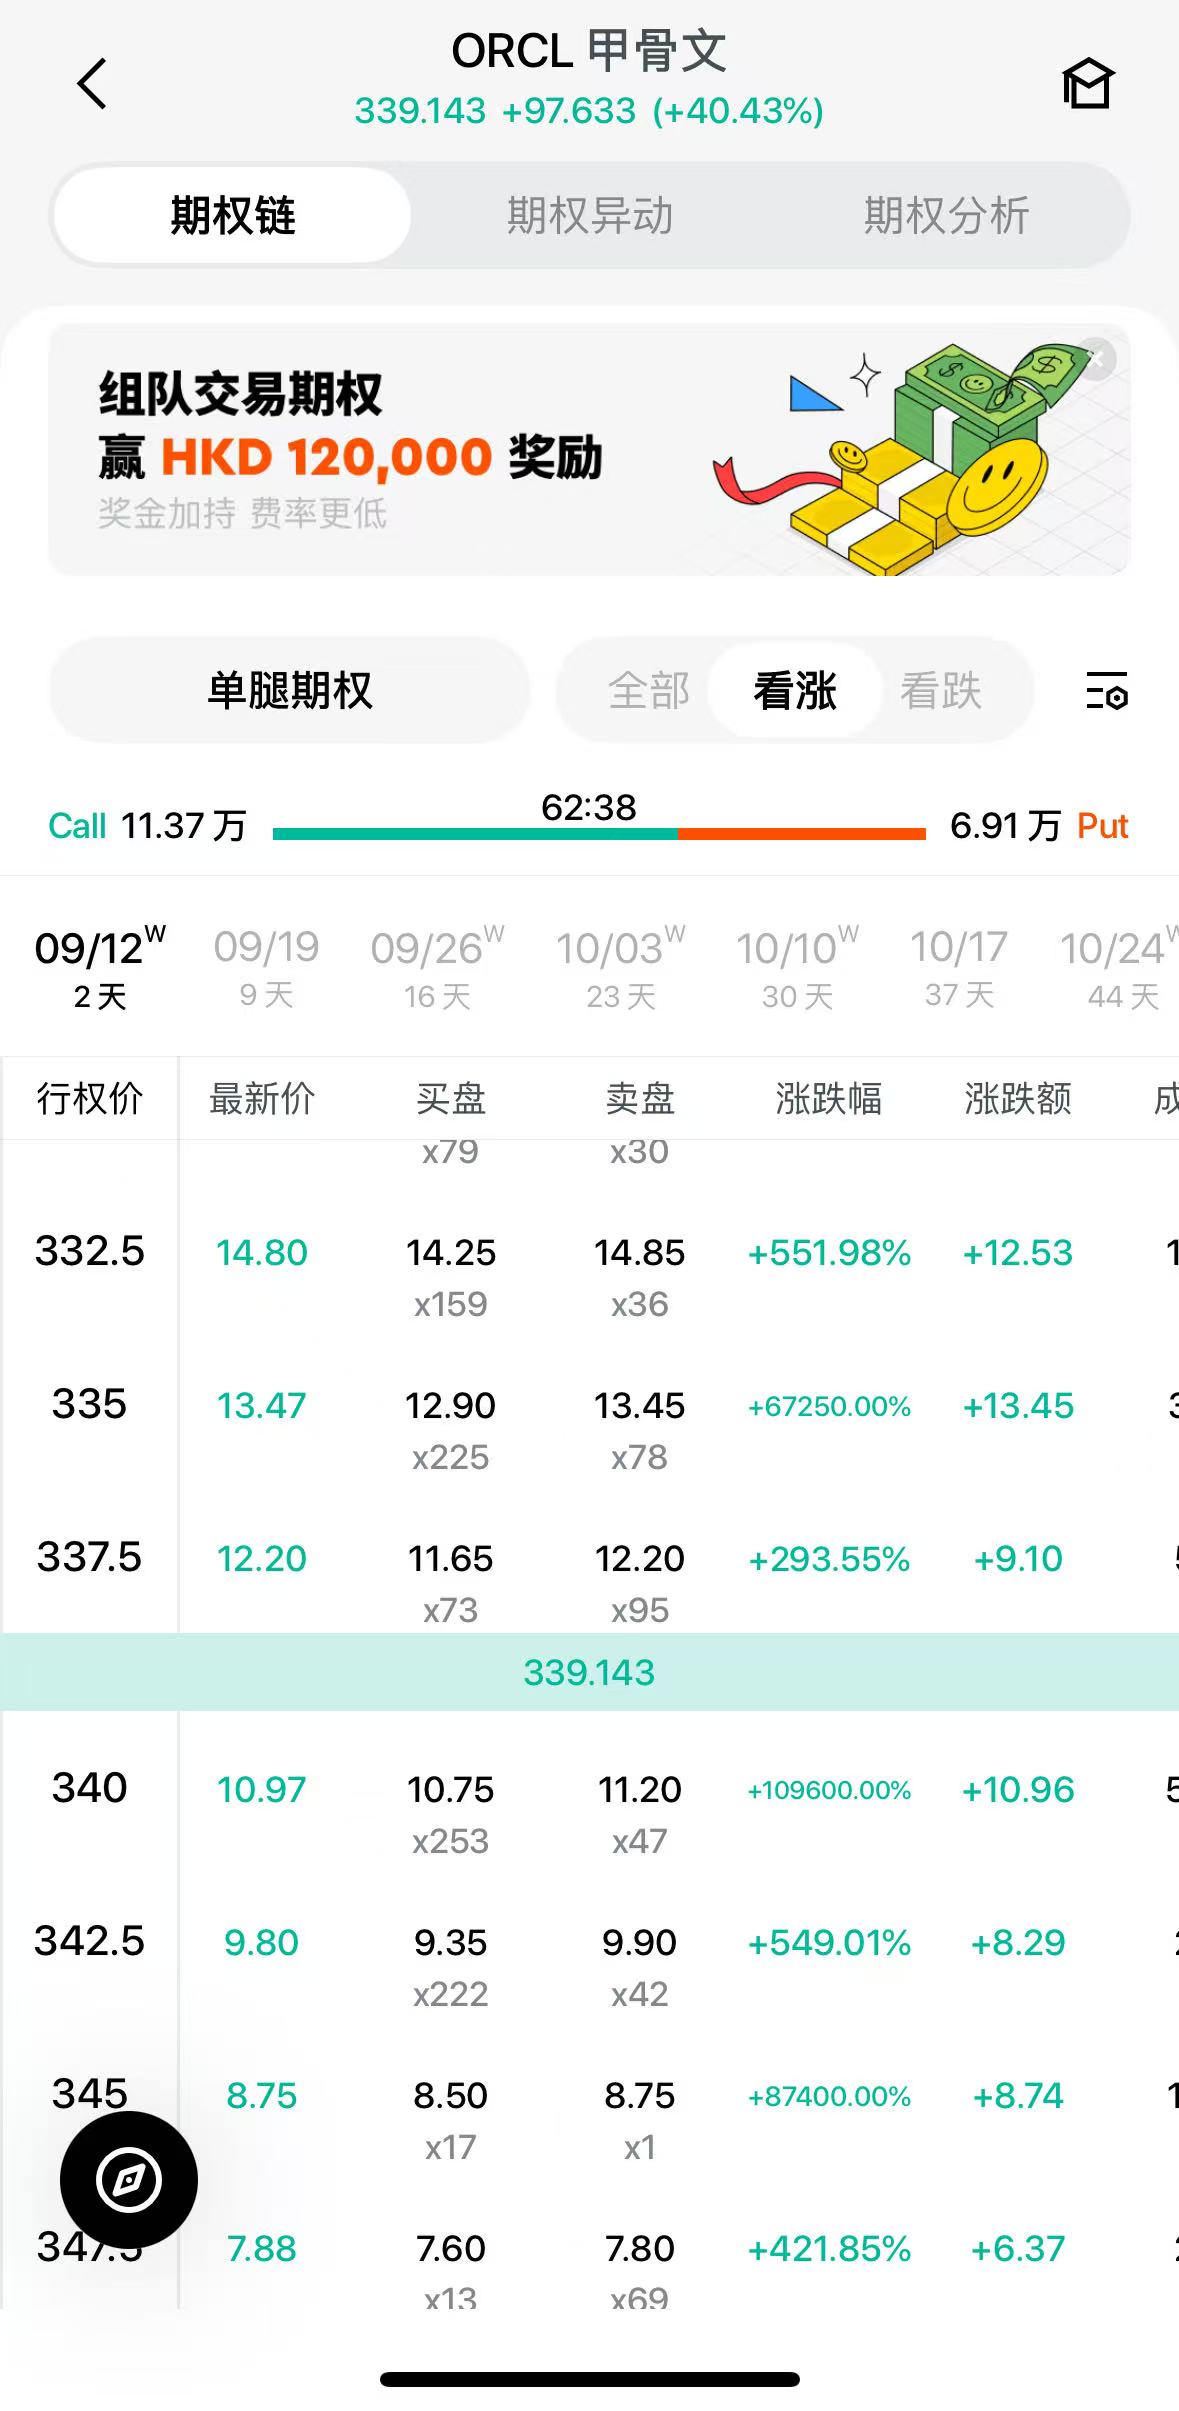 ORCL 甲骨文
339.143 +97.633 (+40.43%)
期权链 期权异动 期权分析
组队交易期权
赢 HKD 120,000 奖励
奖金加持 费率更低
单腿期权 全部 看涨 看跌
62:38
Call 11.37 万 6.91 万 Put
09/12W 09/19 09/26W 10/03W 10/10W 10/17 10/24W
2 天 9 天 16 天 23 天 30 天 37 天 44 天
行权价 最新价 买盘 卖盘 涨跌幅 涨跌额 成
x79 x30
332.5 14.80 14.25 14.85 +551.98% +12.53 1
x159 x36
335 13.47 12.90 13.45 +67250.00% +13.45 3
x225 x78
337.5 12.20 11.65 12.20 +293.55% +9.10
x73 x95
339.143
340 10.97 10.75 11.20 +109600.00% +10.96 5
x253 x47
342.5 9.80 9.35 9.90 +549.01% +8.29
x222 x42
345 8.75 8.50 8.75 +87400.00% +8.74 1
x17 x1
347.5 7.88 7.60 7.80 +421.85% +6.37
x13 x69